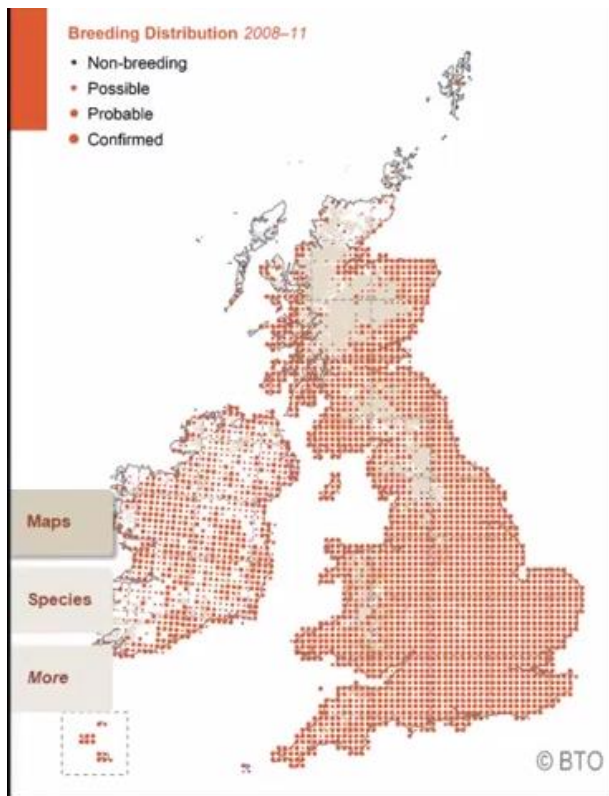 Breeding Distribution 2008–11
Non-breeding
Possible
Probable
Confirmed
Maps
Species
More
© BTO